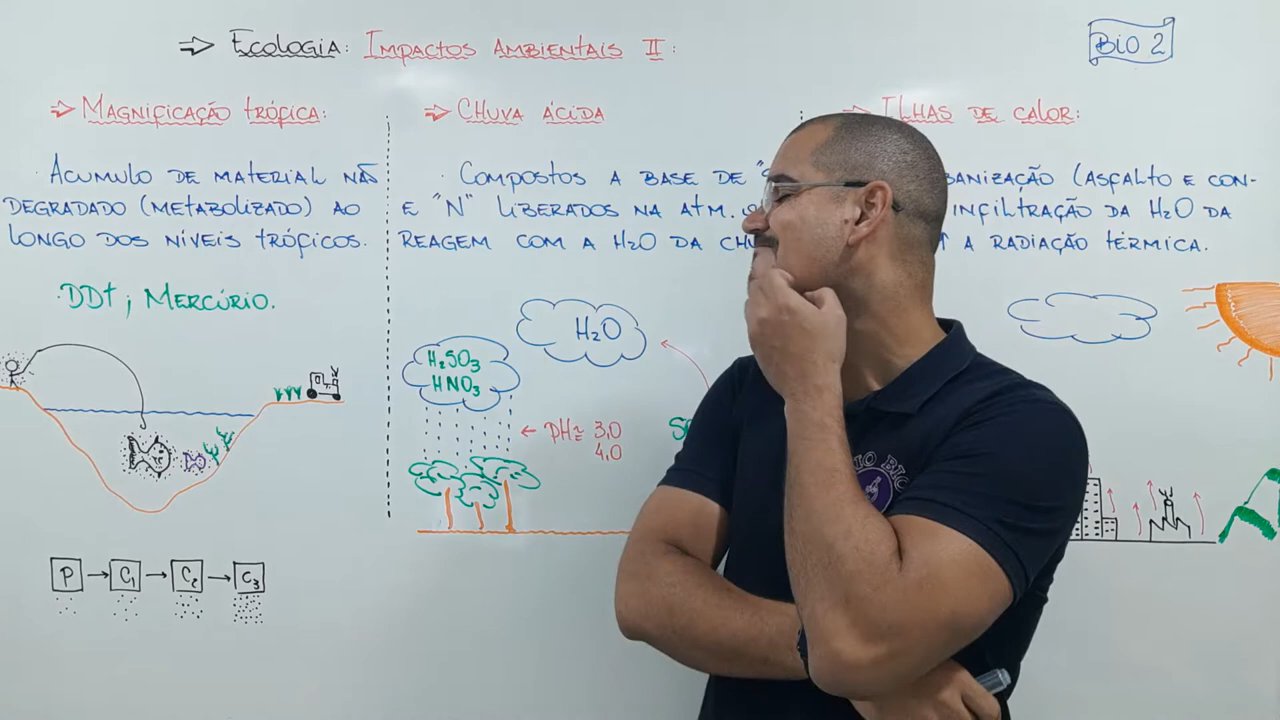 ⇒ Ecologia: Impactos Ambientais II:
BIO 2
⇒ Magnificação trófica:
Acumulo de material não
degradado (metabolizado) ao
longo dos níveis tróficos.
DDT; Mercúrio.
P → C1 → C2 → C3
⇒ Chuva ácida
Compostos a base de "
e "N" liberados na atm.
reagem com a H2O da
H2SO3
HNO3
H2O
← pH≅ 3,0
4,0
⇒ Ilhas de calor:
(asfalto e con-
infiltração da H2O da
a radiação térmica.